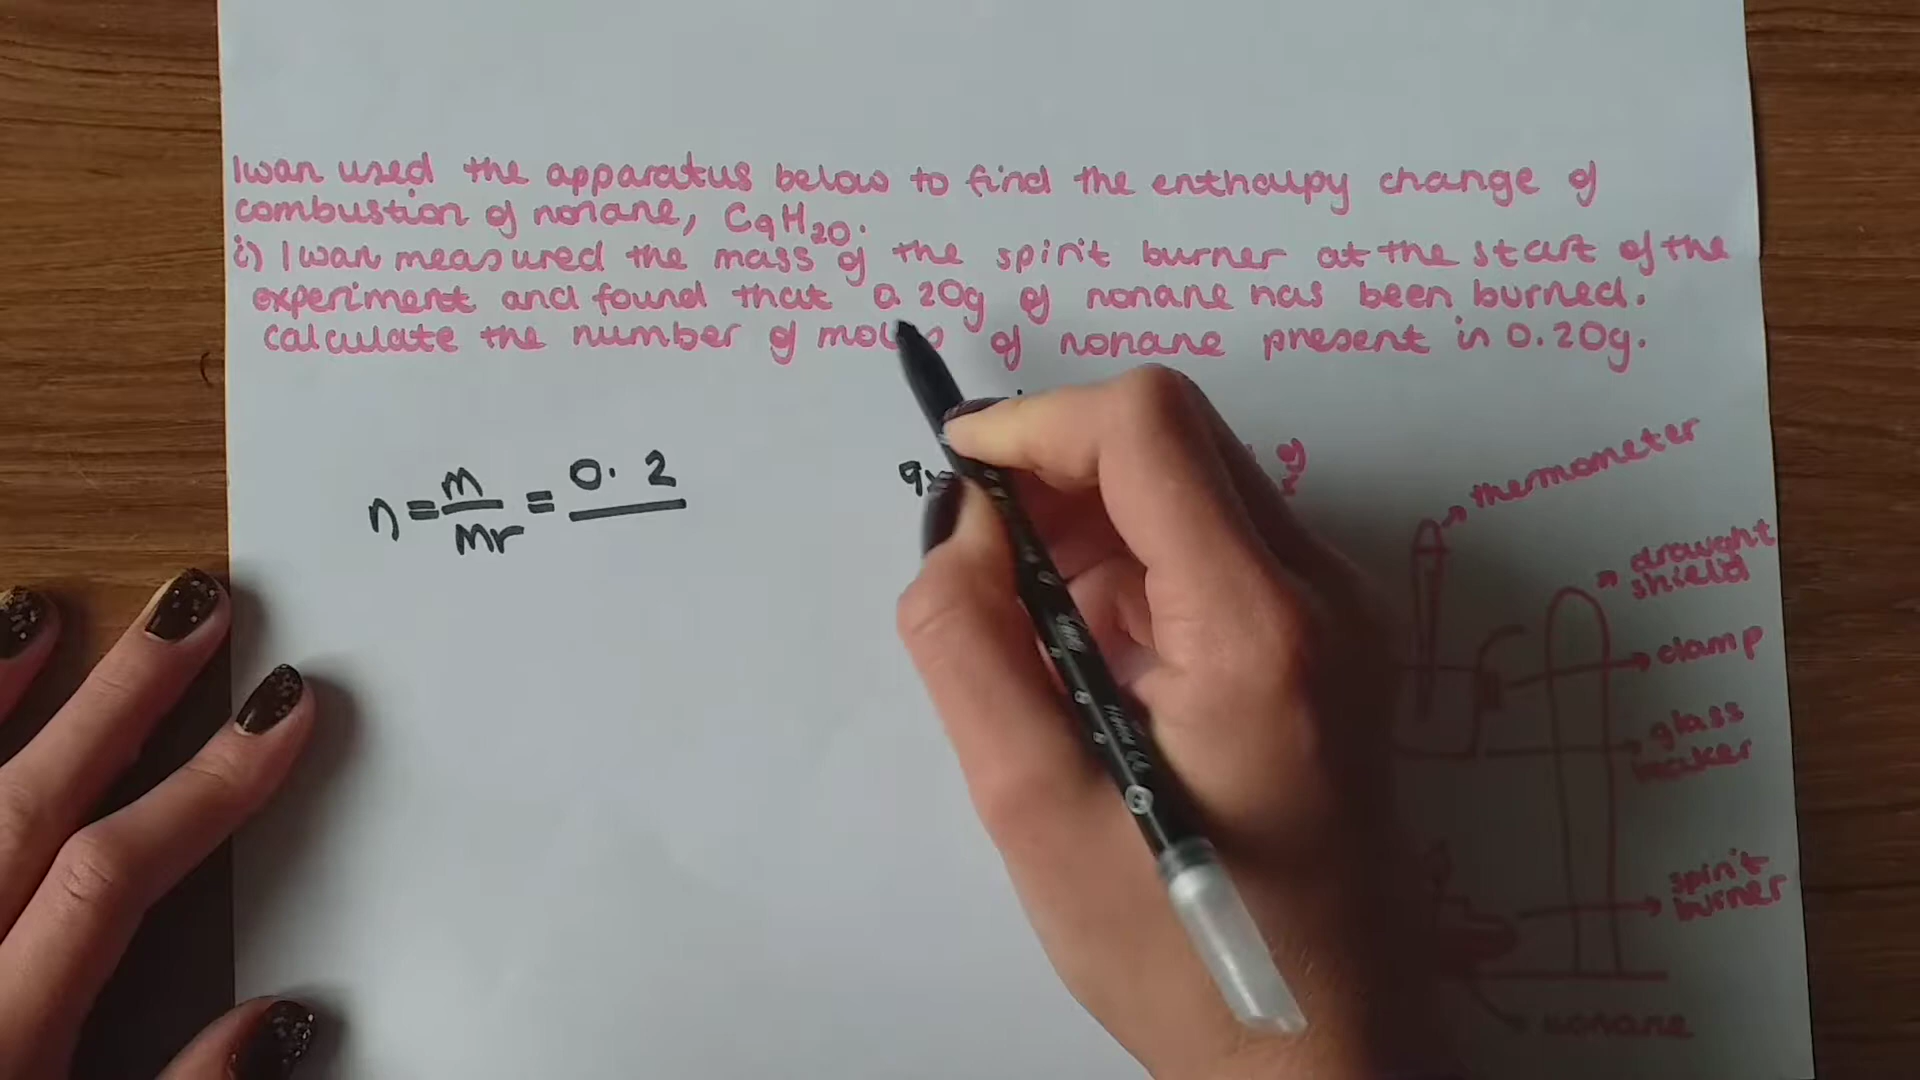 Iwan used the apparatus below to find the enthalpy change of
combustion of nonane, C₉H₂₀.
i) Iwan measured the mass of the spirit burner at the start of the
experiment and found that 0.20g of nonane has been burned.
calculate the number of moles of nonane present in 0.20g.
n = m/Mr = 0.2
9x
of
thermometer
draught
shield
clamp
glass
beaker
spirit
burner
nonane